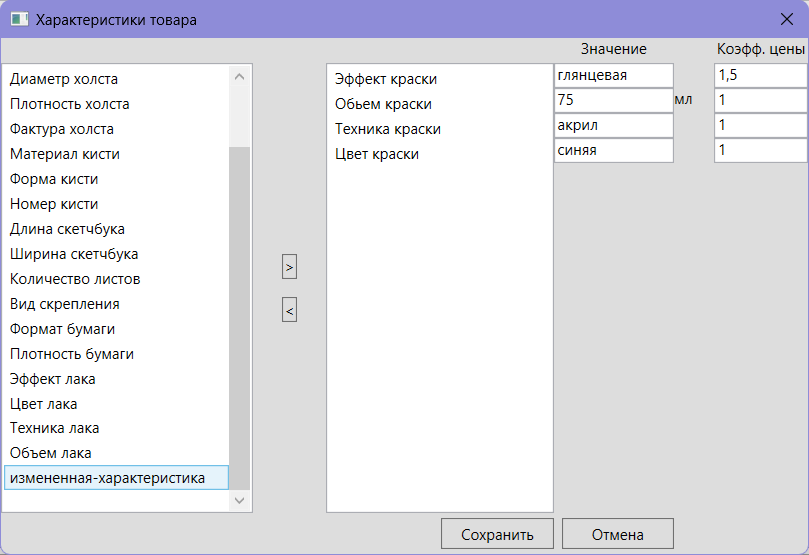 Характеристики товара
Значение Коэфф. цены
Диаметр холста
Плотность холста
Фактура холста
Материал кисти
Форма кисти
Номер кисти
Длина скетчбука
Ширина скетчбука
Количество листов
Вид скрепления
Формат бумаги
Плотность бумаги
Эффект лака
Цвет лака
Техника лака
Объем лака
измененная-характеристика
>
<
Эффект краски глянцевая 1,5
Обьем краски 75 мл 1
Техника краски акрил 1
Цвет краски синяя 1
Сохранить Отмена